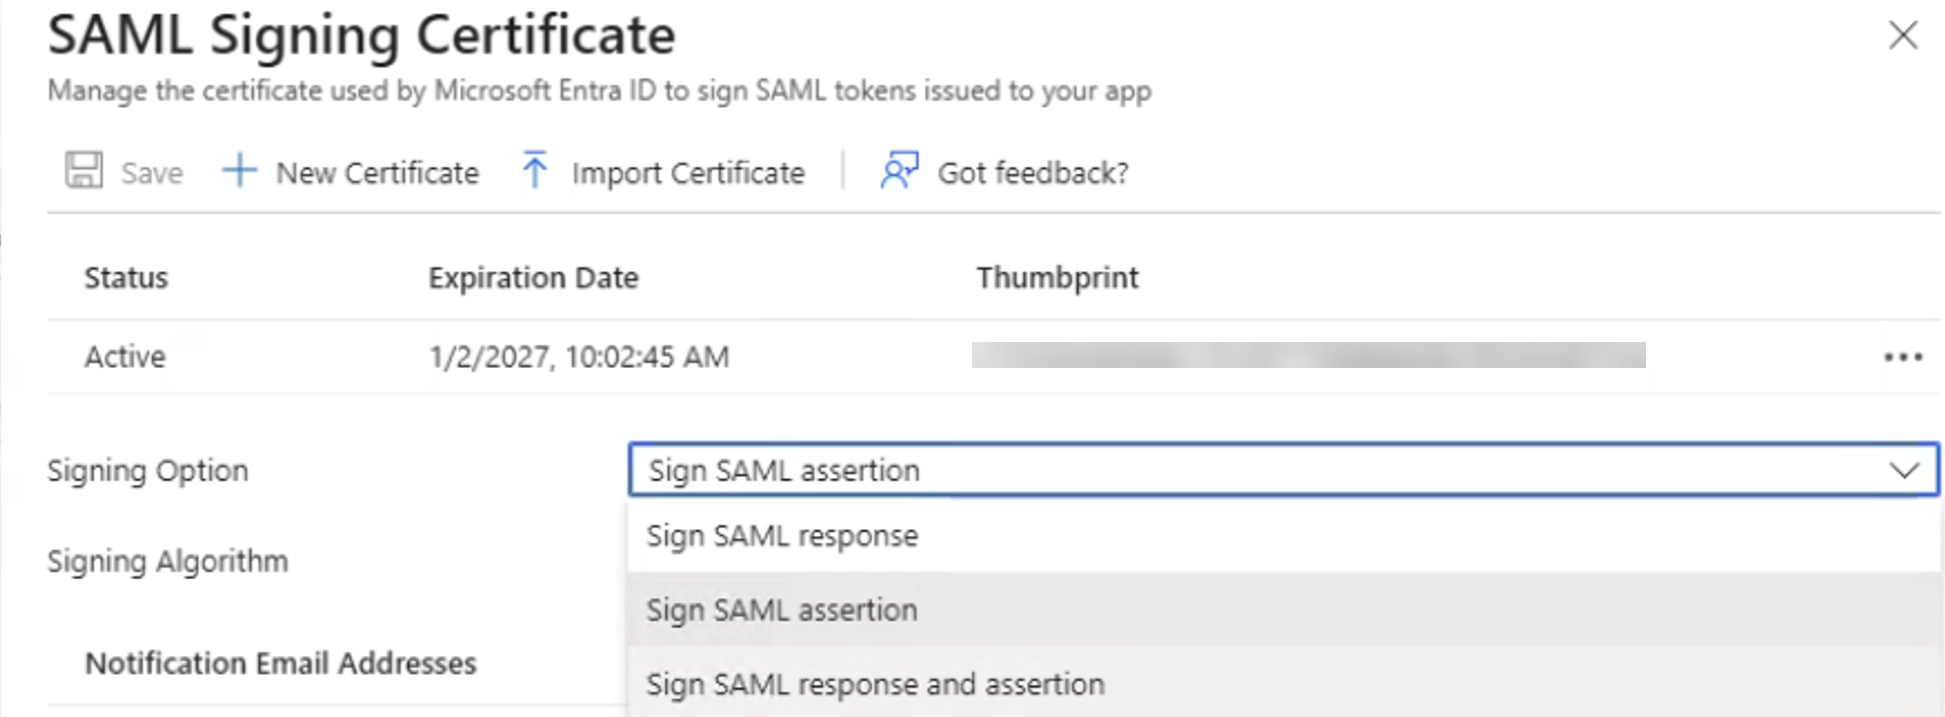 SAML Signing Certificate
Manage the certificate used by Microsoft Entra ID to sign SAML tokens issued to your app
Save New Certificate Import Certificate Got feedback?
Status Expiration Date Thumbprint
Active 1/2/2027, 10:02:45 AM
Signing Option Sign SAML assertion
Sign SAML response
Signing Algorithm
Sign SAML assertion
Notification Email Addresses
Sign SAML response and assertion